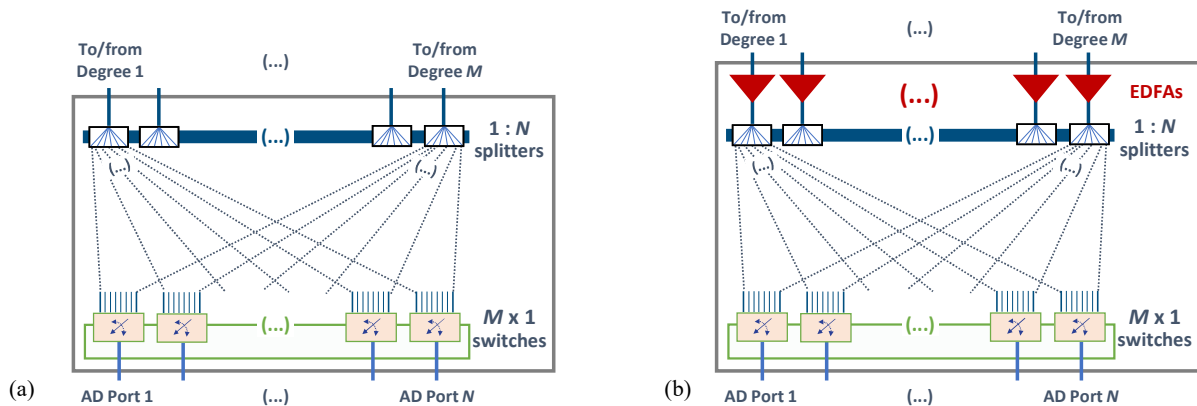 To/from
Degree 1
(...)
To/from
Degree M
(...)
1 : N
splitters
(...)
(...)
(...)
M x 1
switches
(a)
AD Port 1
(...)
AD Port N
To/from
Degree 1
(...)
To/from
Degree M
(...)
EDFAs
(...)
1 : N
splitters
(...)
(...)
(...)
M x 1
switches
(b)
AD Port 1
(...)
AD Port N